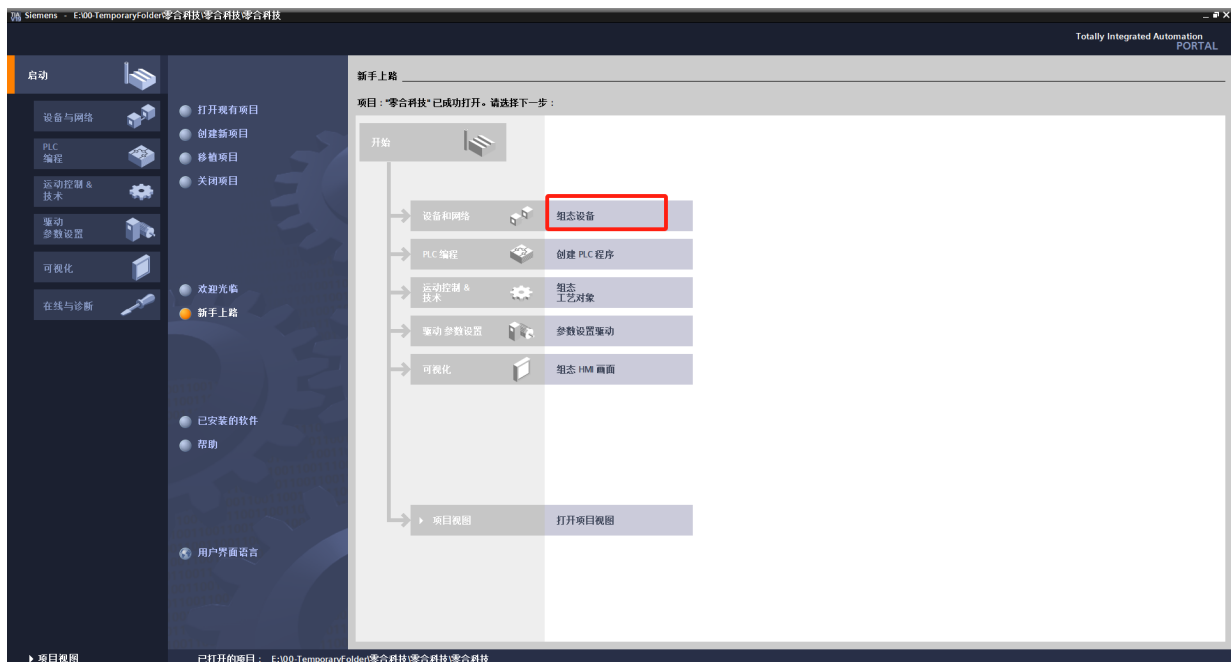 Siemens - E:\00-TemporaryFolder\零合科技\零合科技\零合科技
Totally Integrated Automation
PORTAL
启动
设备与网络
PLC
编程
运动控制 &
技术
驱动
参数设置
可视化
在线与诊断
打开现有项目
创建新项目
移植项目
关闭项目
欢迎光临
新手上路
已安装的软件
帮助
用户界面语言
新手上路
项目："零合科技" 已成功打开。请选择下一步：
开始
设备和网络
组态设备
PLC 编程
创建 PLC 程序
运动控制 &
技术
组态
工艺对象
驱动 参数设置
参数设置驱动
可视化
组态 HMI 画面
项目视图
打开项目视图
项目视图
已打开的项目： E:\00-TemporaryFolder\零合科技\零合科技\零合科技